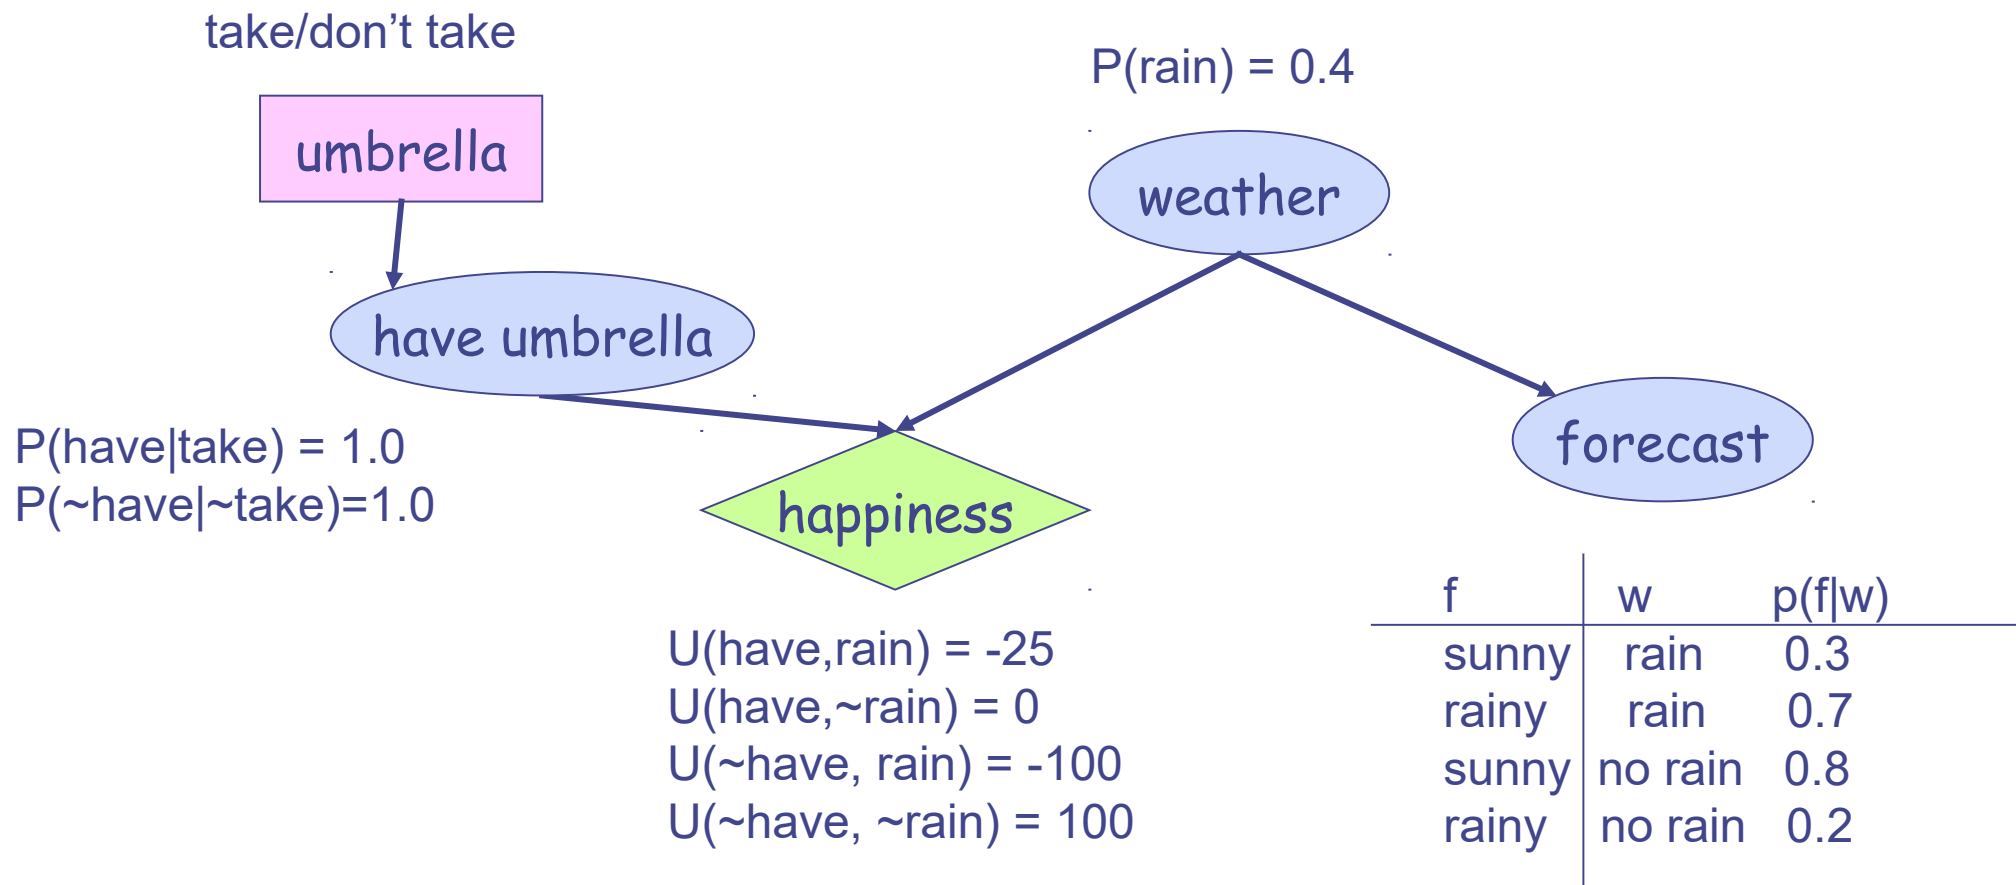 take/don’t take
P(rain) = 0.4
umbrella
weather
have umbrella
forecast
P(have|take) = 1.0
P(~have|~take)=1.0
happiness
U(have,rain) = -25
U(have,~rain) = 0
U(~have, rain) = -100
U(~have, ~rain) = 100
f w p(f|w)
sunny rain 0.3
rainy rain 0.7
sunny no rain 0.8
rainy no rain 0.2